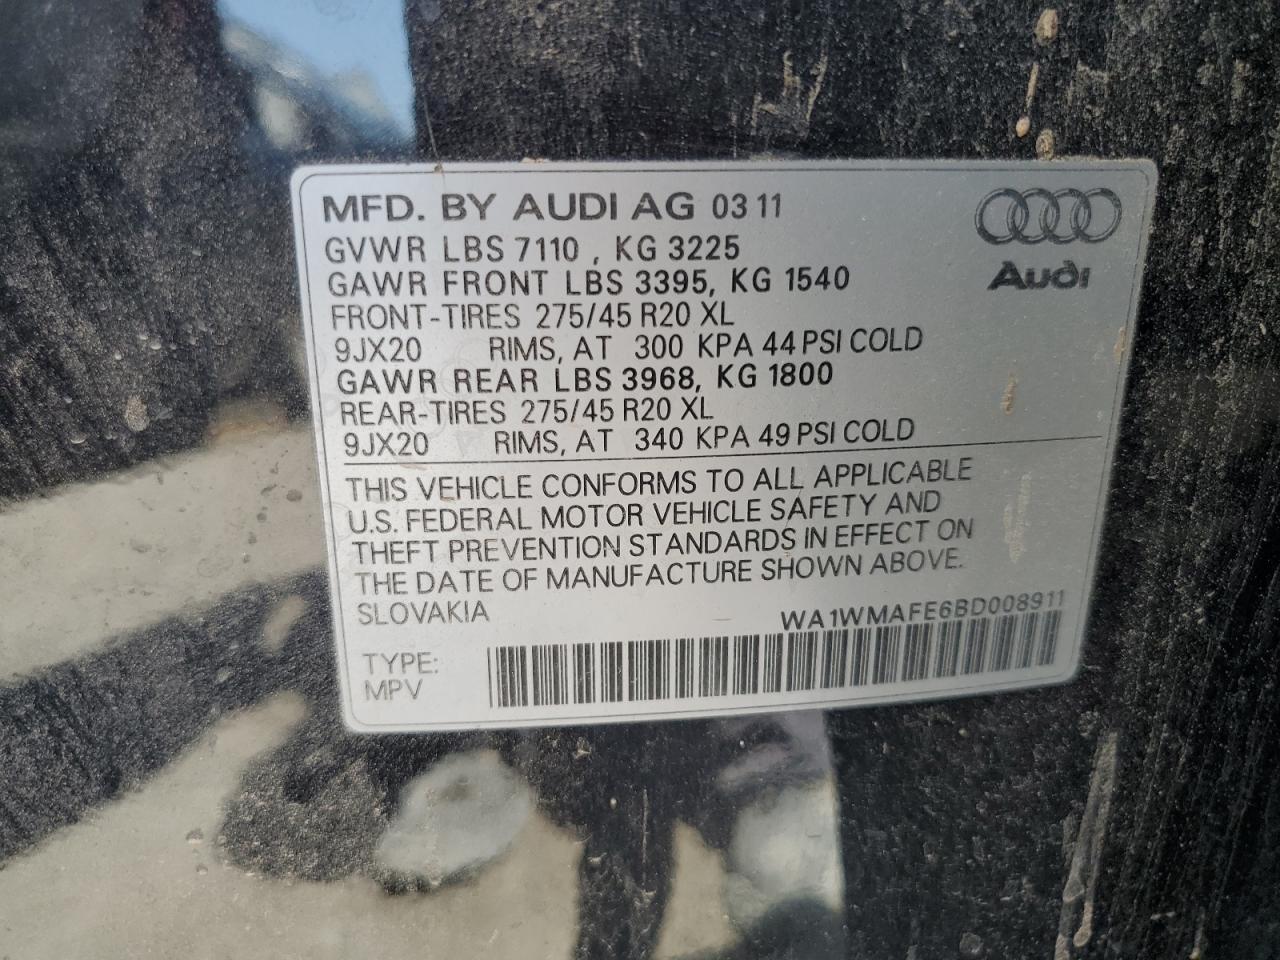 MFD. BY AUDI AG 03 11
GVWR LBS 7110 , KG 3225
GAWR FRONT LBS 3395, KG 1540
FRONT-TIRES 275/45 R20 XL
9JX20 RIMS, AT 300 KPA 44 PSI COLD
GAWR REAR LBS 3968, KG 1800
REAR-TIRES 275/45 R20 XL
9JX20 RIMS, AT 340 KPA 49 PSI COLD
Audi
THIS VEHICLE CONFORMS TO ALL APPLICABLE
U.S. FEDERAL MOTOR VEHICLE SAFETY AND
THEFT PREVENTION STANDARDS IN EFFECT ON
THE DATE OF MANUFACTURE SHOWN ABOVE.
SLOVAKIA
WA1WMAFE6BD008911
TYPE:
MPV